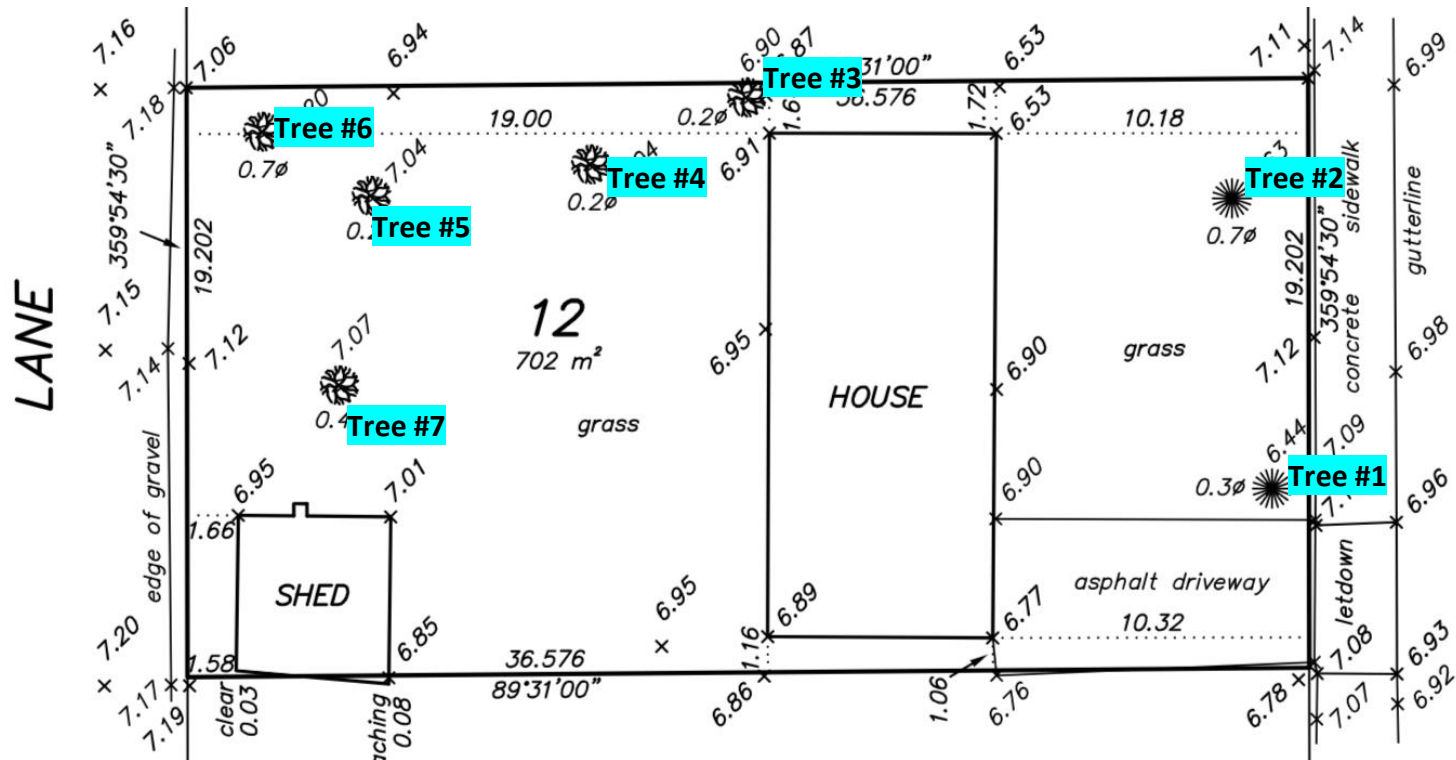 7.16
7.06
6.94
6.90
6.53
7.11
7.14
6.99
7.18
Tree #3
31'00"
36.576
Tree #6
0.7ø
19.00
0.2ø
1.72
6.53
10.18
7.04
Tree #4
0.2ø
6.91
Tree #2
0.7ø
Tree #5
sidewalk
gutterline
359°54'30"
19.202
19.202
359°54'30"
concrete
LANE
7.15
7.14
7.12
7.07
12
702 m²
6.95
6.90
grass
7.12
6.98
Tree #7
grass
HOUSE
edge of gravel
6.95
7.01
6.90
0.3ø
6.44
Tree #1
7.09
6.96
1.66
SHED
asphalt driveway
letdown
6.95
6.89
6.77
10.32
7.20
1.58
6.85
36.576
89°31'00"
1.16
7.08
6.93
7.17
7.19
clear
0.03
0.08
6.86
1.06
6.76
6.78
7.07
6.92